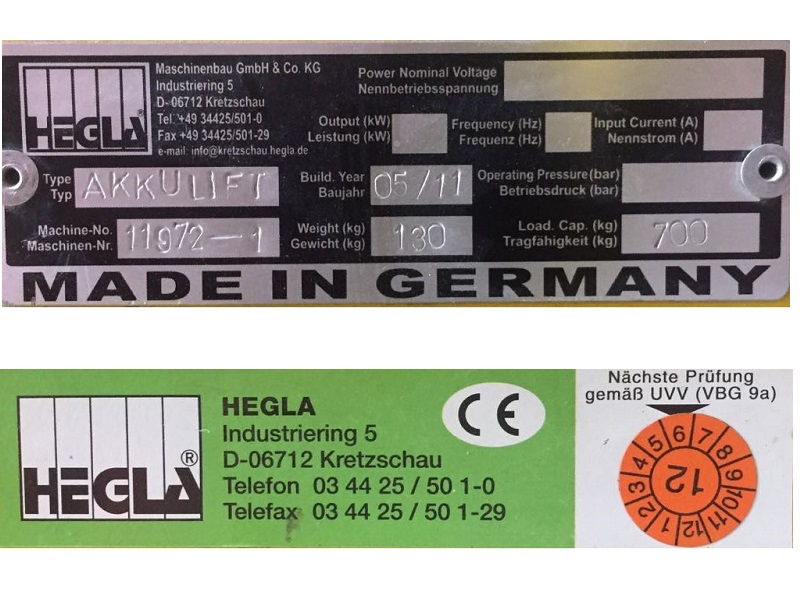 HEGLA
Maschinenbau GmbH & Co. KG
Industriering 5
D- 06712 Kretzschau
Tel. +49 34425/501-0
Fax +49 34425/501-29
e-mail: info@kretzschau.hegla.de
Power Nominal Voltage
Nennbetriebsspannung
Output (kW)
Leistung (kW)
Frequency (Hz)
Frequenz (Hz)
Input Current (A)
Nennstrom (A)
Type
Typ
AKKULIFT
Build. Year
Baujahr
05/11
Operating Pressure(bar)
Betriebsdruck (bar)
Machine-No.
Maschinen-Nr.
11972-1
Weight (kg)
Gewicht (kg)
130
Load. Cap. (kg)
Tragfähigkeit (kg)
700
MADE IN GERMANY
HEGLA®
HEGLA
Industriering 5
D-06712 Kretzschau
Telefon 03 44 25 / 50 1-0
Telefax 03 44 25 / 50 1-29
CE
Nächste Prüfung
gemäß UVV (VBG 9a)
1 2 3 4 5 6 7 8 9 10 11 12
12